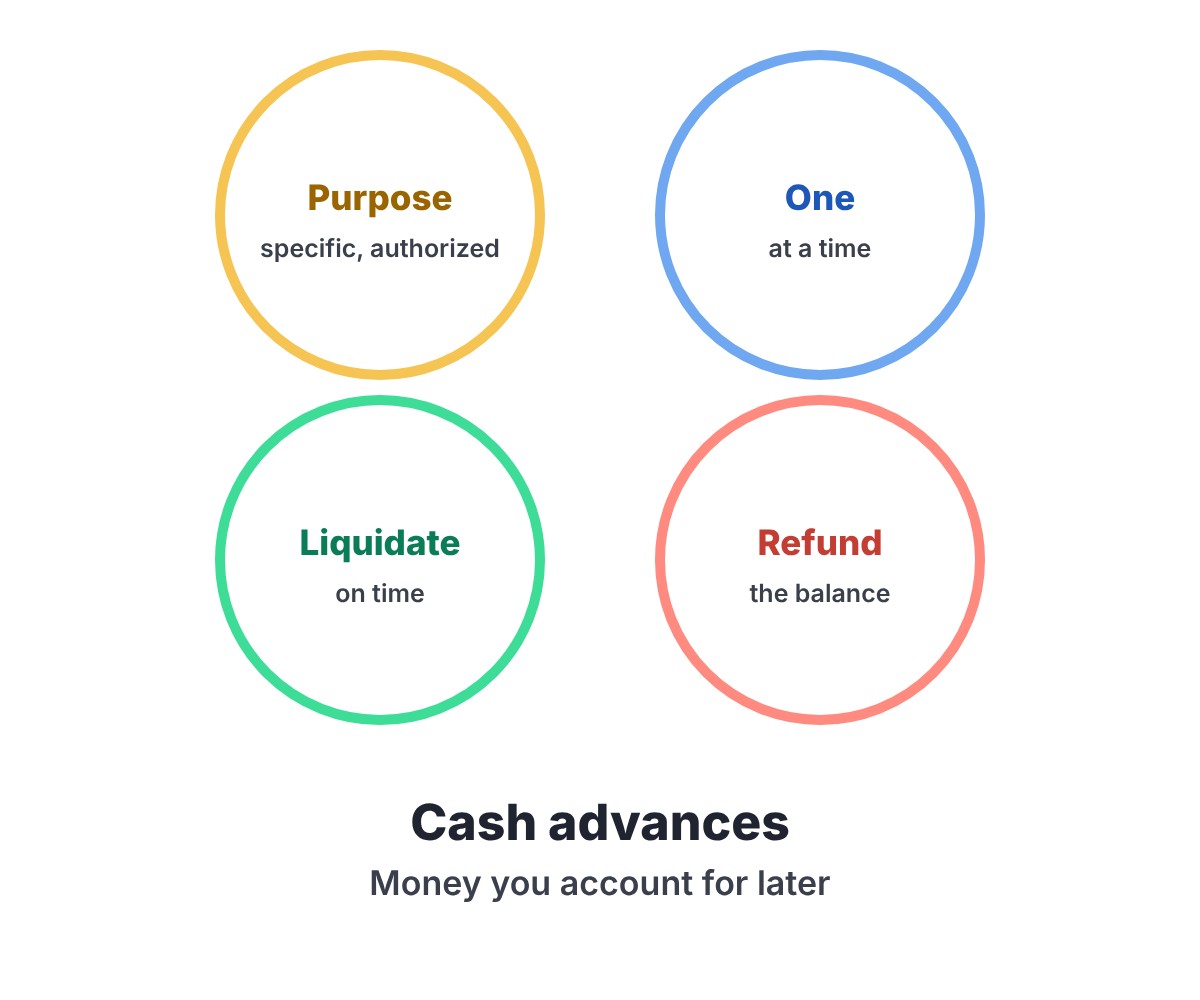 Purpose
specific, authorized
One
at a time
Liquidate
on time
Refund
the balance
Cash advances
Money you account for later